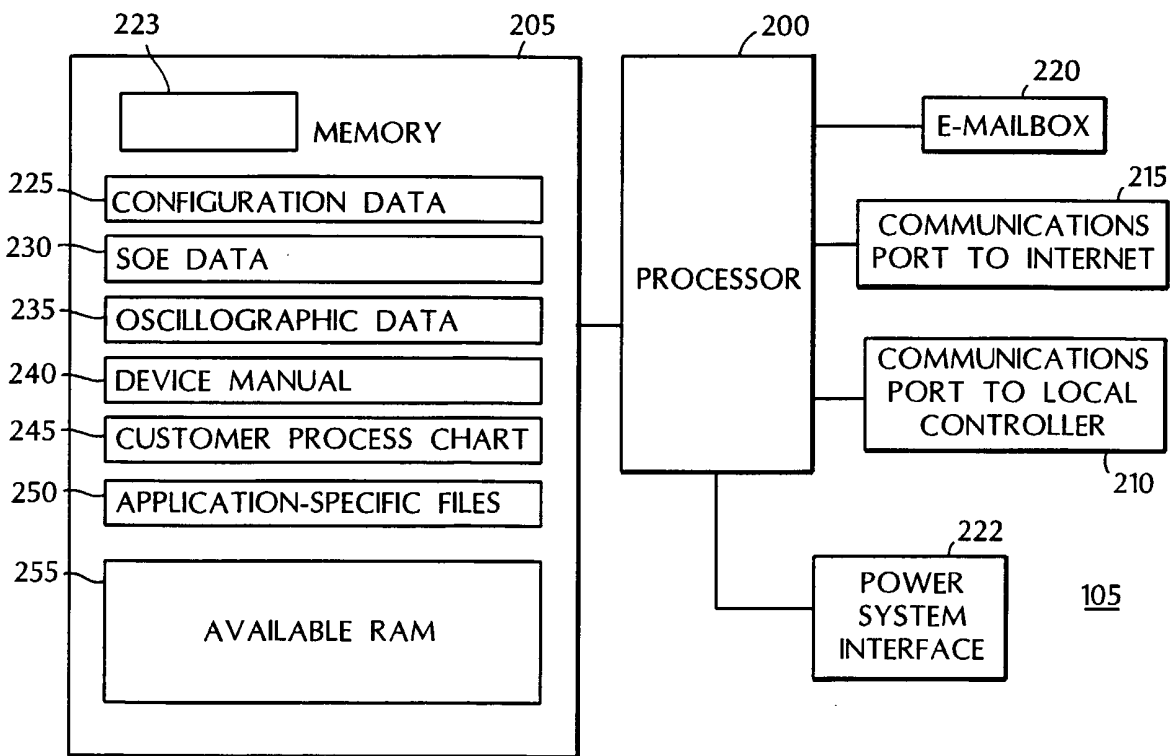 223
205
200
220
MEMORY
E-MAILBOX
225
CONFIGURATION DATA
215
COMMUNICATIONS
PORT TO INTERNET
230
SOE DATA
PROCESSOR
235
OSCILLOGRAPHIC DATA
240
DEVICE MANUAL
COMMUNICATIONS
PORT TO LOCAL
CONTROLLER
245
CUSTOMER PROCESS CHART
210
250
APPLICATION-SPECIFIC FILES
222
255
AVAILABLE RAM
POWER
SYSTEM
INTERFACE
105